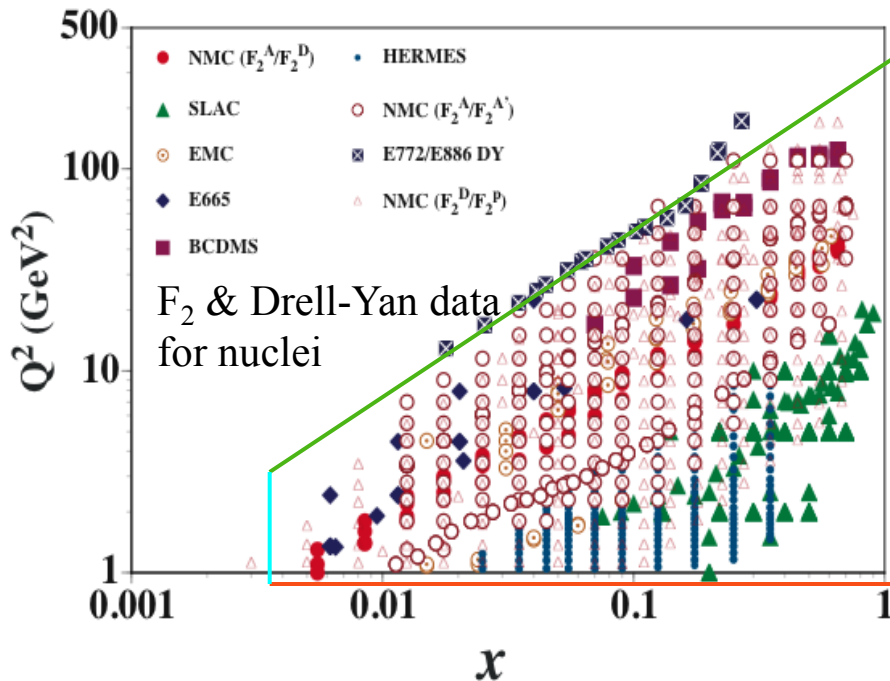 500
NMC (F₂ᴬ/F₂ᴰ)
HERMES
SLAC
NMC (F₂ᴬ/F₂ᴬ')
EMC
E772/E886 DY
100
E665
NMC (F₂ᴰ/F₂ᵖ)
BCDMS
Q² (GeV²)
F₂ & Drell-Yan data
for nuclei
10
1
0.001
0.01
0.1
1
x